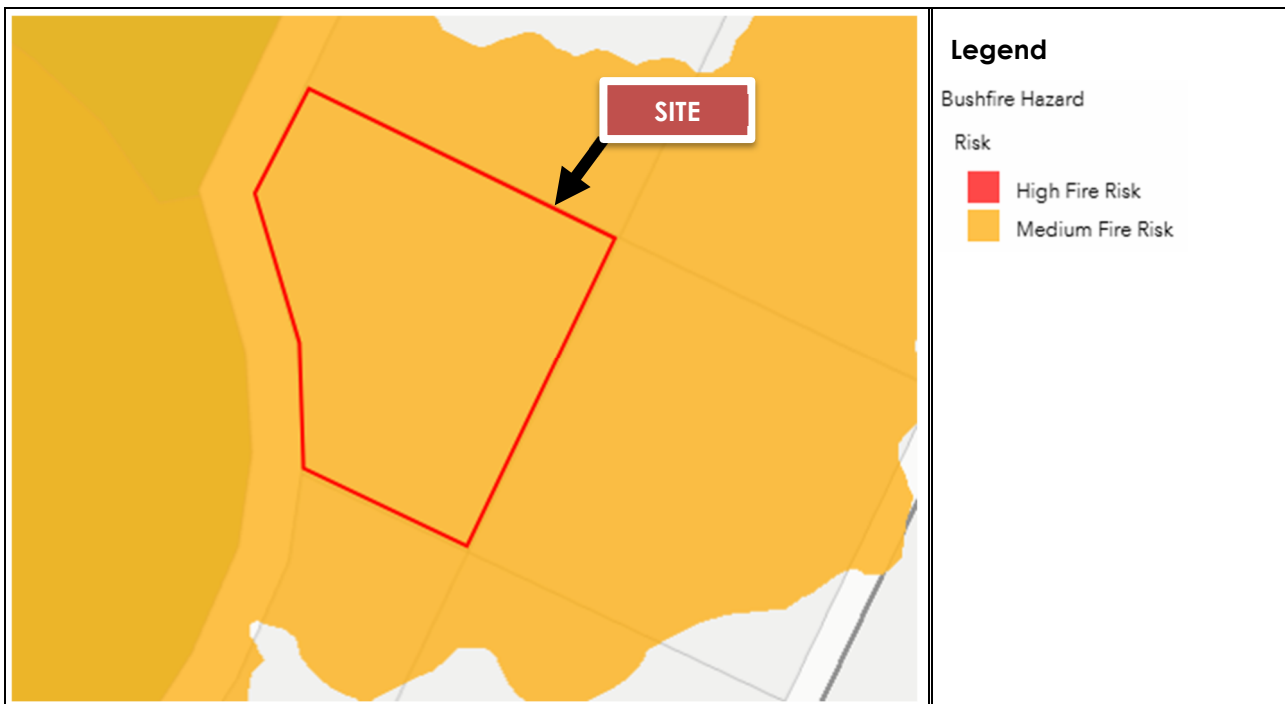 SITE
Legend
Bushfire Hazard
Risk
High Fire Risk
Medium Fire Risk